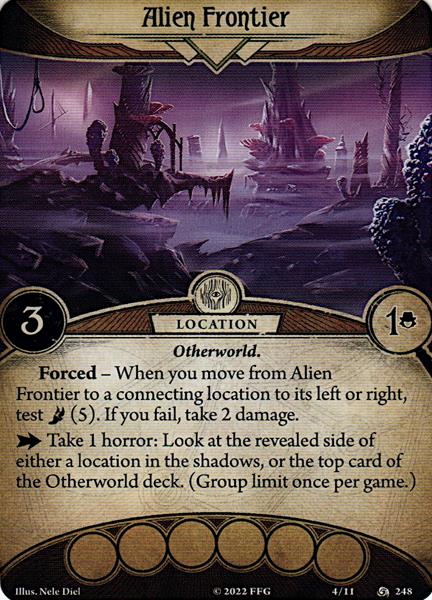 Alien Frontier
3
LOCATION
1
Otherworld.
Forced – When you move from Alien
Frontier to a connecting location to its left or right,
test (5). If you fail, take 2 damage.
Take 1 horror: Look at the revealed side of
either a location in the shadows, or the top card of
the Otherworld deck. (Group limit once per game.)
Illus. Nele Diel
© 2022 FFG
4/11
248